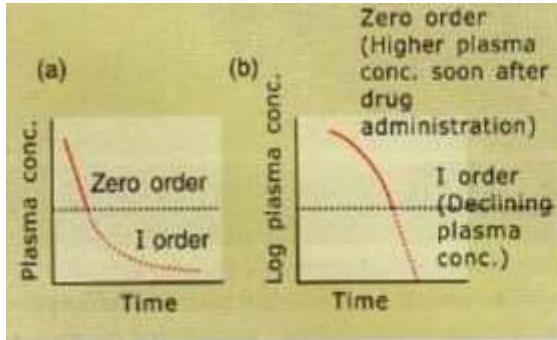 (a)
Plasma conc.
Zero order
I order
Time
(b)
Log plasma conc.
Zero order
(Higher plasma
conc. soon after
drug
administration)
I order
(Declining
plasma
conc.)
Time